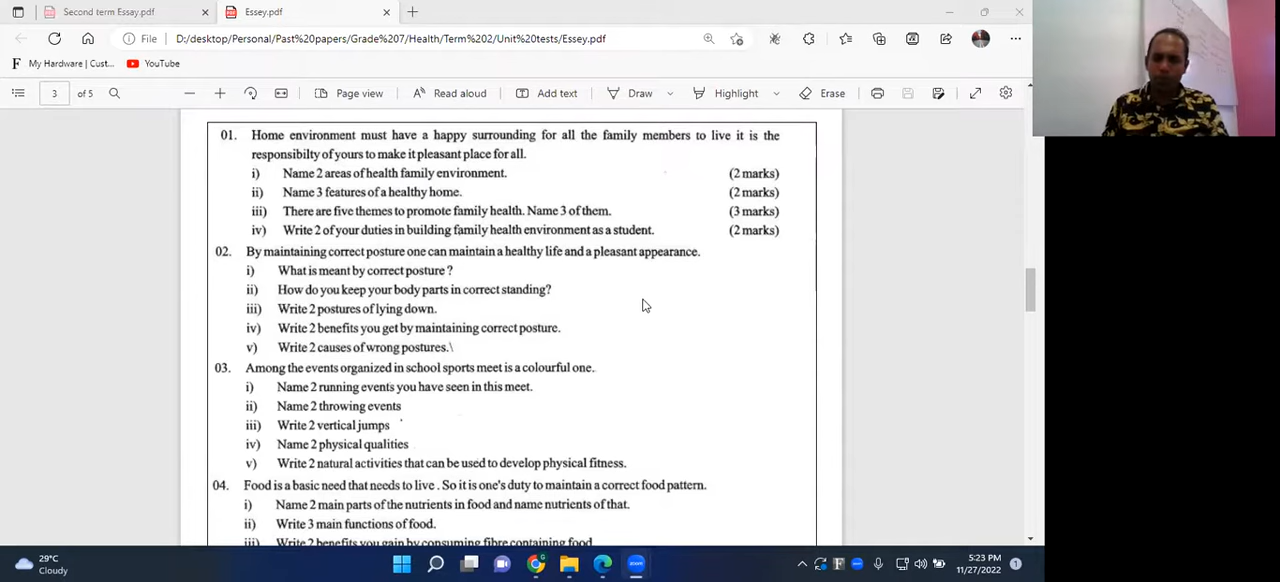 Second term Essay.pdf
Essey.pdf
File
D:/desktop/Personal/Past%20papers/Grade%207/Health/Term%202/Unit%20tests/Essey.pdf
My Hardware | Cust...
YouTube
3 of 5
Page view
Read aloud
Add text
Draw
Highlight
Erase
01. Home environment must have a happy surrounding for all the family members to live it is the
responsibilty of yours to make it pleasant place for all.
i) Name 2 areas of health family environment. (2 marks)
ii) Name 3 features of a healthy home. (2 marks)
iii) There are five themes to promote family health. Name 3 of them. (3 marks)
iv) Write 2 of your duties in building family health environment as a student. (2 marks)
02. By maintaining correct posture one can maintain a healthy life and a pleasant appearance.
i) What is meant by correct posture ?
ii) How do you keep your body parts in correct standing?
iii) Write 2 postures of lying down.
iv) Write 2 benefits you get by maintaining correct posture.
v) Write 2 causes of wrong postures.\
03. Among the events organized in school sports meet is a colourful one.
i) Name 2 running events you have seen in this meet.
ii) Name 2 throwing events
iii) Write 2 vertical jumps
iv) Name 2 physical qualities
v) Write 2 natural activities that can be used to develop physical fitness.
04. Food is a basic need that needs to live . So it is one's duty to maintain a correct food pattern.
i) Name 2 main parts of the nutrients in food and name nutrients of that.
ii) Write 3 main functions of food.
iii) Write 2 benefits you gain by consuming fibre containing food
29°C
Cloudy
zoom
5:23 PM
11/27/2022